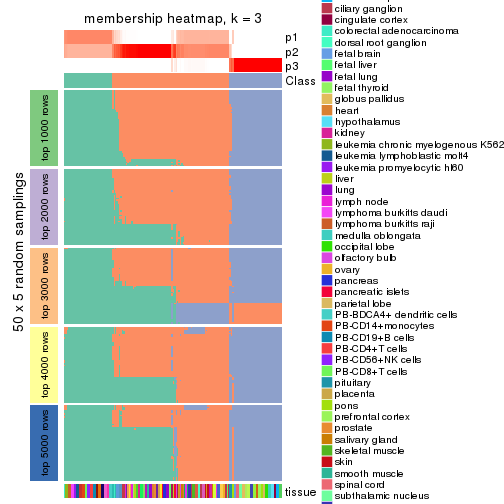 membership heatmap, k = 3
p1
p2
p3
Class
50 x 5 random samplings
top 1000 rows
top 2000 rows
top 3000 rows
top 4000 rows
top 5000 rows
tissue
ciliary ganglion
cingulate cortex
colorectal adenocarcinoma
dorsal root ganglion
fetal brain
fetal liver
fetal lung
fetal thyroid
globus pallidus
heart
hypothalamus
kidney
leukemia chronic myelogenous K562
leukemia lymphoblastic molt4
leukemia promyelocytic hl60
liver
lung
lymph node
lymphoma burkitts daudi
lymphoma burkitts raji
medulla oblongata
occipital lobe
olfactory bulb
ovary
pancreas
pancreatic islets
parietal lobe
PB-BDCA4+ dendritic cells
PB-CD14+monocytes
PB-CD19+B cells
PB-CD4+T cells
PB-CD56+NK cells
PB-CD8+T cells
pituitary
placenta
pons
prefrontal cortex
prostate
salivary gland
skeletal muscle
skin
smooth muscle
spinal cord
subthalamic nucleus